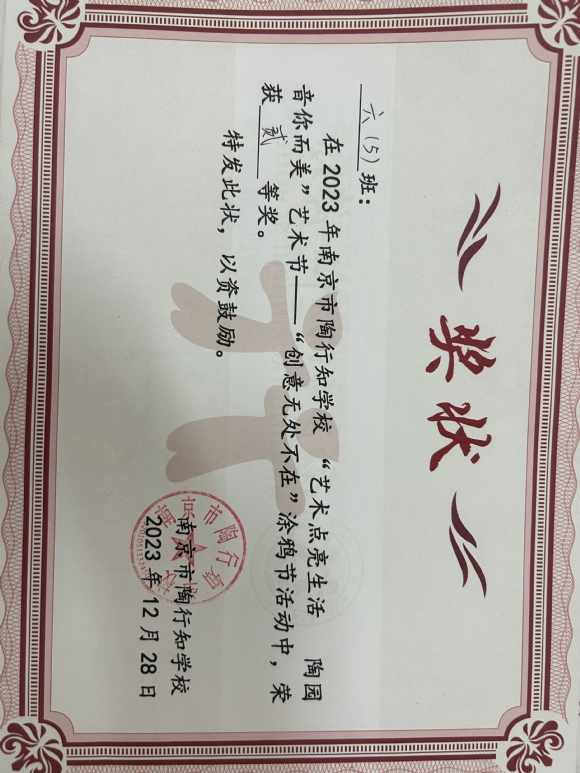 奖状
六(5)班：
在2023年南京市陶行知学校“艺术点亮生活 陶园
音你而美”艺术节——“创意无处不在”涂鸦节活动中，荣
获 贰 等奖。
特发此状，以资鼓励。
南京市陶行知学校
2023年12月28日